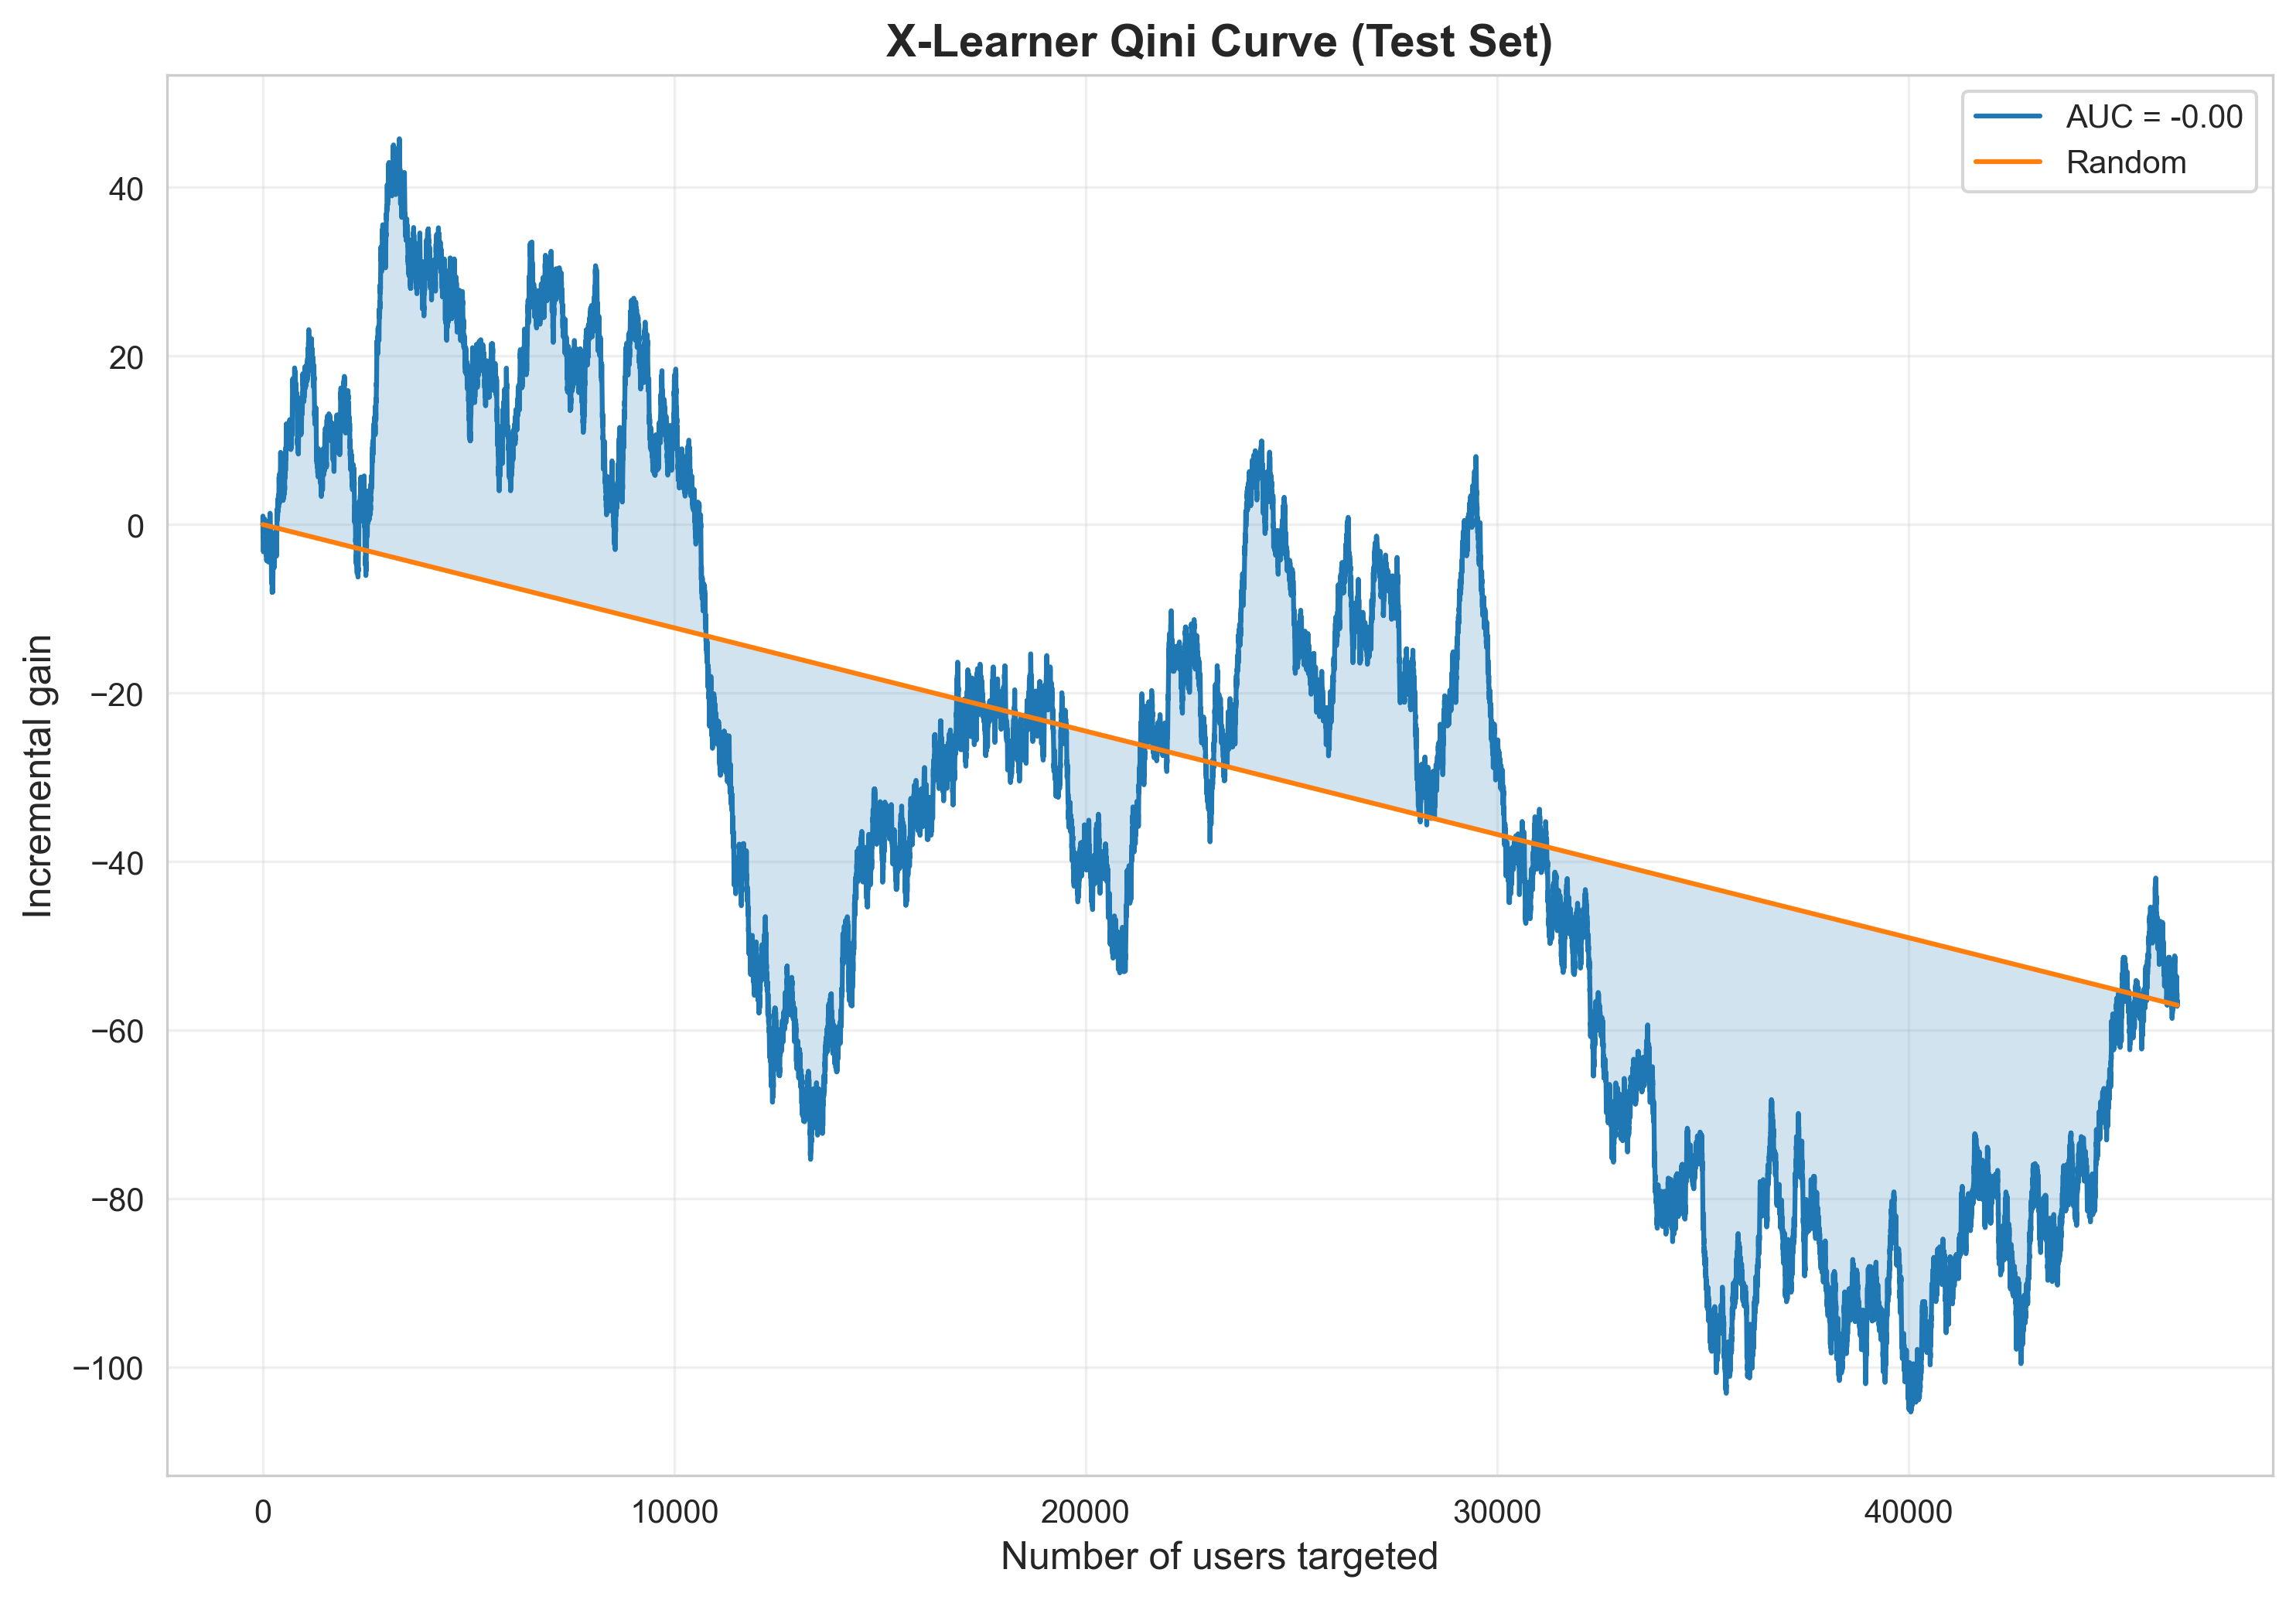 X-Learner Qini Curve (Test Set)
AUC = -0.00
Random
40
20
0
−20
−40
−60
−80
−100
Incremental gain
0 10000 20000 30000 40000
Number of users targeted